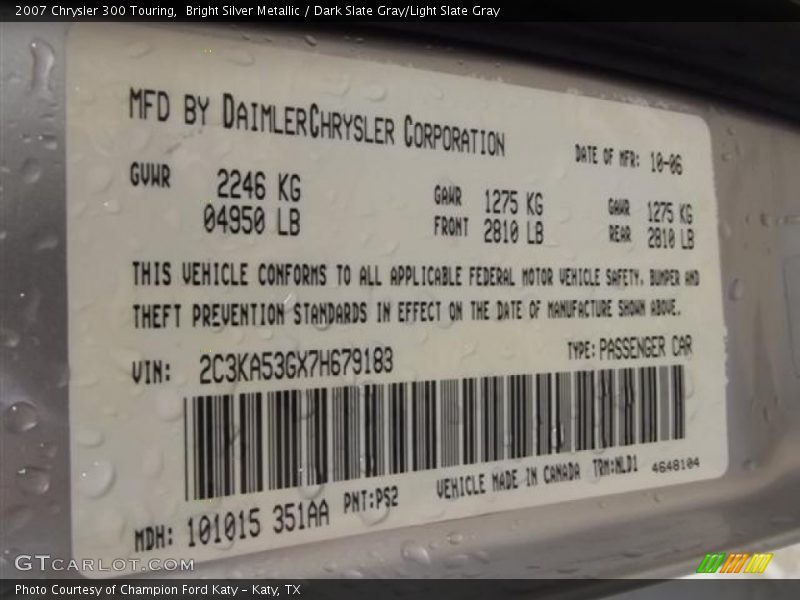 2007 Chrysler 300 Touring,  Bright Silver Metallic / Dark Slate Gray/Light Slate Gray
MFD BY DAIMLERCHRYSLER CORPORATION
DATE OF MFR: 10-06
GVWR 2246 KG GAWR 1275 KG GAWR 1275 KG
04950 LB FRONT 2810 LB REAR 2810 LB
THIS VEHICLE CONFORMS TO ALL APPLICABLE FEDERAL MOTOR VEHICLE SAFETY, BUMPER AND
THEFT PREVENTION STANDARDS IN EFFECT ON THE DATE OF MANUFACTURE SHOWN ABOVE.
VIN: 2C3KA53GX7H679183 TYPE: PASSENGER CAR
MDH: 101015 351AA PNT:PS2 VEHICLE MADE IN CANADA TRM:NLD1 4648104
GTCARLOT.COM
Photo Courtesy of Champion Ford Katy – Katy, TX